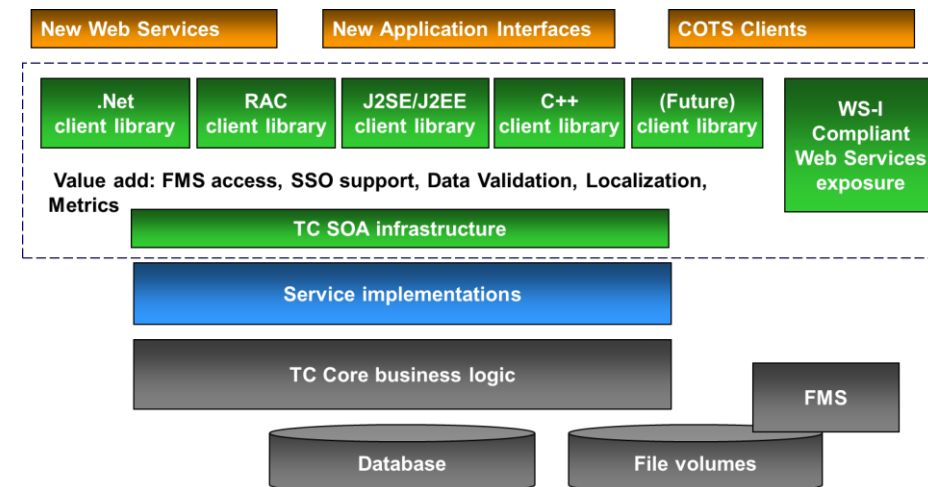 New Web Services
New Application Interfaces
COTS Clients
.Net
client library
RAC
client library
J2SE/J2EE
client library
C++
client library
(Future)
client library
WS-I
Compliant
Web Services
exposure
Value add: FMS access, SSO support, Data Validation, Localization,
Metrics
TC SOA infrastructure
Service implementations
TC Core business logic
FMS
Database
File volumes